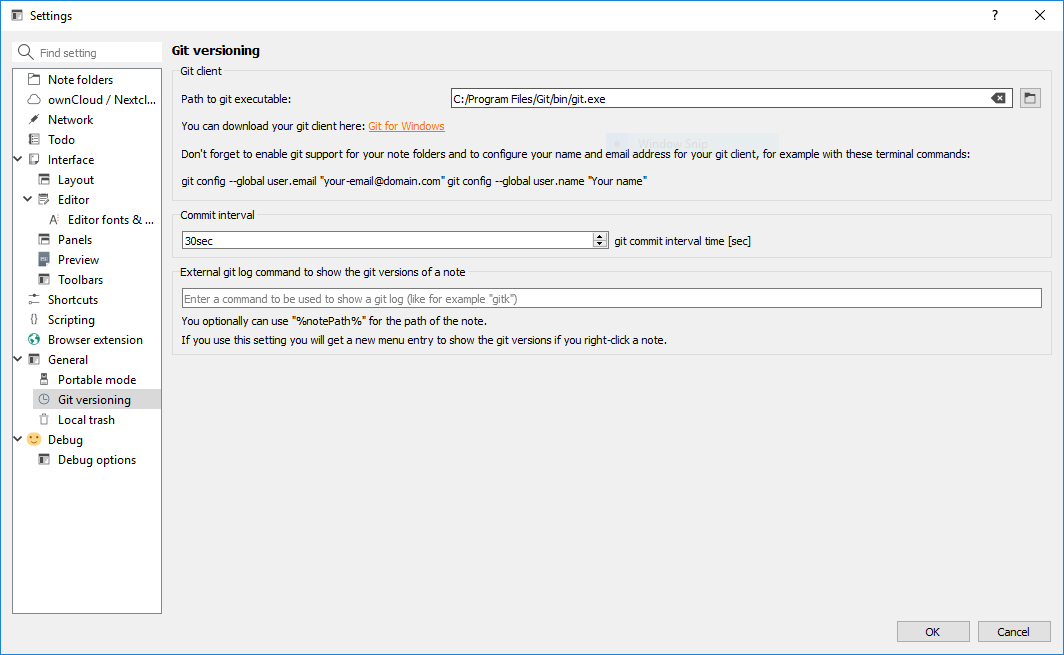 Settings
?
Find setting
Note folders
ownCloud / Nextcl...
Network
Todo
Interface
Layout
Editor
Editor fonts & ...
Panels
Preview
Toolbars
Shortcuts
Scripting
Browser extension
General
Portable mode
Git versioning
Local trash
Debug
Debug options
Git versioning
Git client
Path to git executable:
C:/Program Files/Git/bin/git.exe
You can download your git client here: Git for Windows
Window Snip
Don't forget to enable git support for your note folders and to configure your name and email address for your git client, for example with these terminal commands:
git config --global user.email "your-email@domain.com" git config --global user.name "Your name"
Commit interval
30sec
git commit interval time [sec]
External git log command to show the git versions of a note
Enter a command to be used to show a git log (like for example "gitk")
You optionally can use "%notePath%" for the path of the note.
If you use this setting you will get a new menu entry to show the git versions if you right-click a note.
OK
Cancel